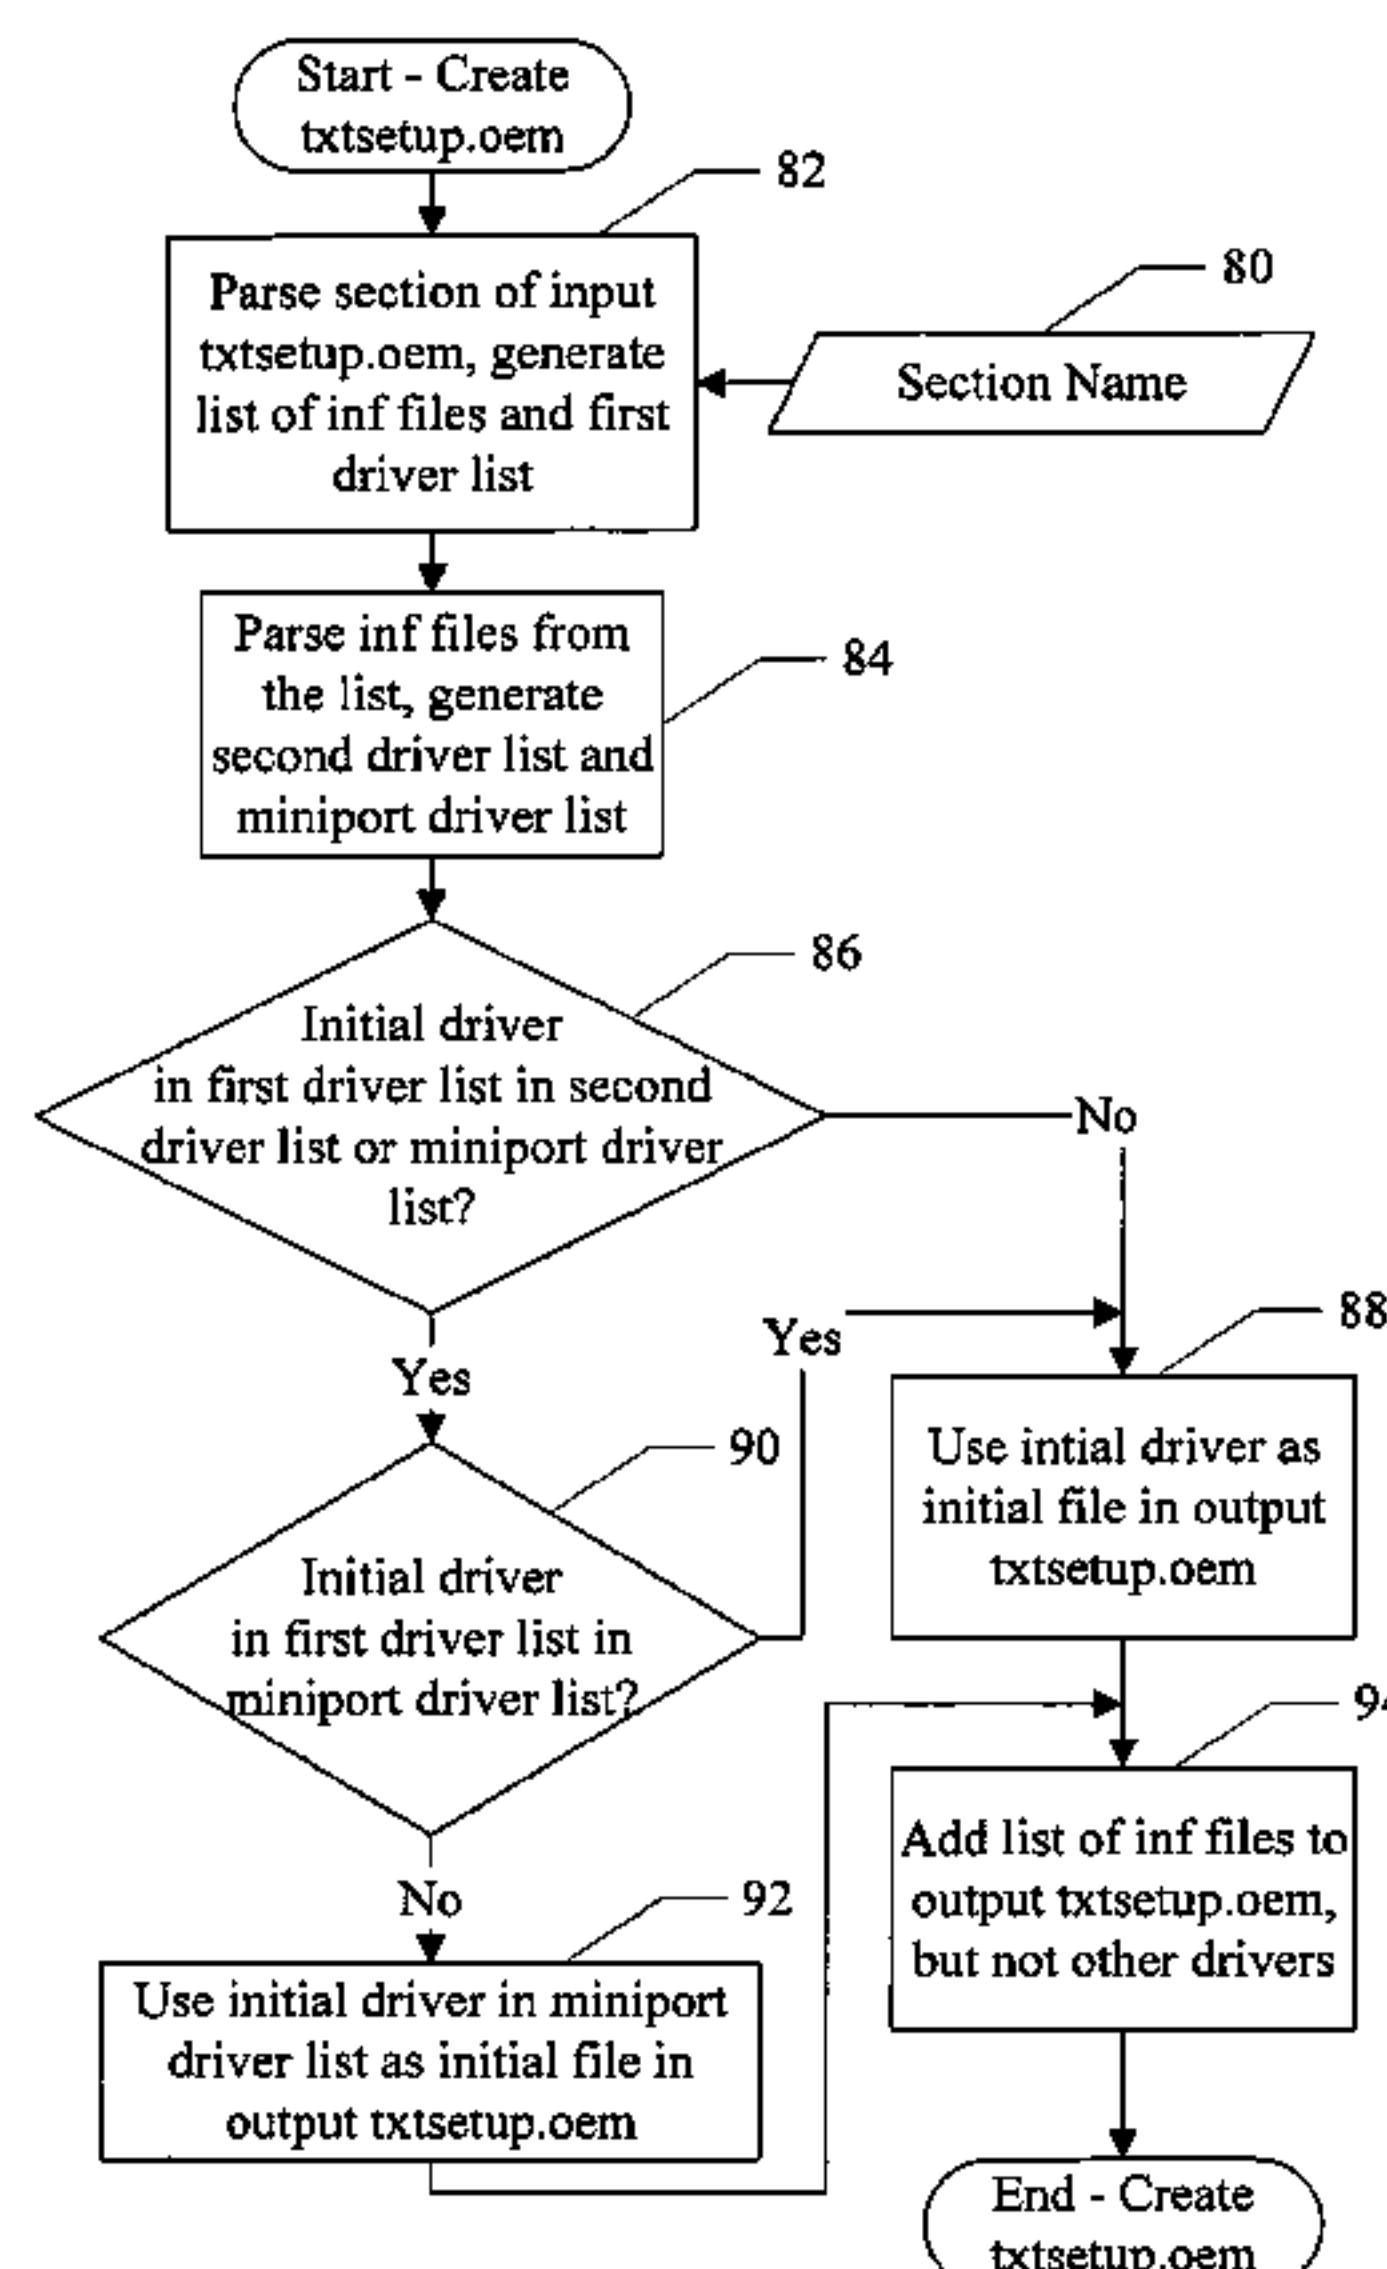 Start - Create
txtsetup.oem
82
Parse section of input
txtsetup.oem, generate
list of inf files and first
driver list
80
Section Name
Parse inf files from
the list, generate
second driver list and
miniport driver list
84
86
Initial driver
in first driver list in second
driver list or miniport driver
list?
No
Yes
Yes
88
Use intial driver as
initial file in output
txtsetup.oem
90
Initial driver
in first driver list in
miniport driver list?
94
Add list of inf files to
output txtsetup.oem,
but not other drivers
No
92
Use initial driver in miniport
driver list as initial file in
output txtsetup.oem
End - Create
txtsetup.oem